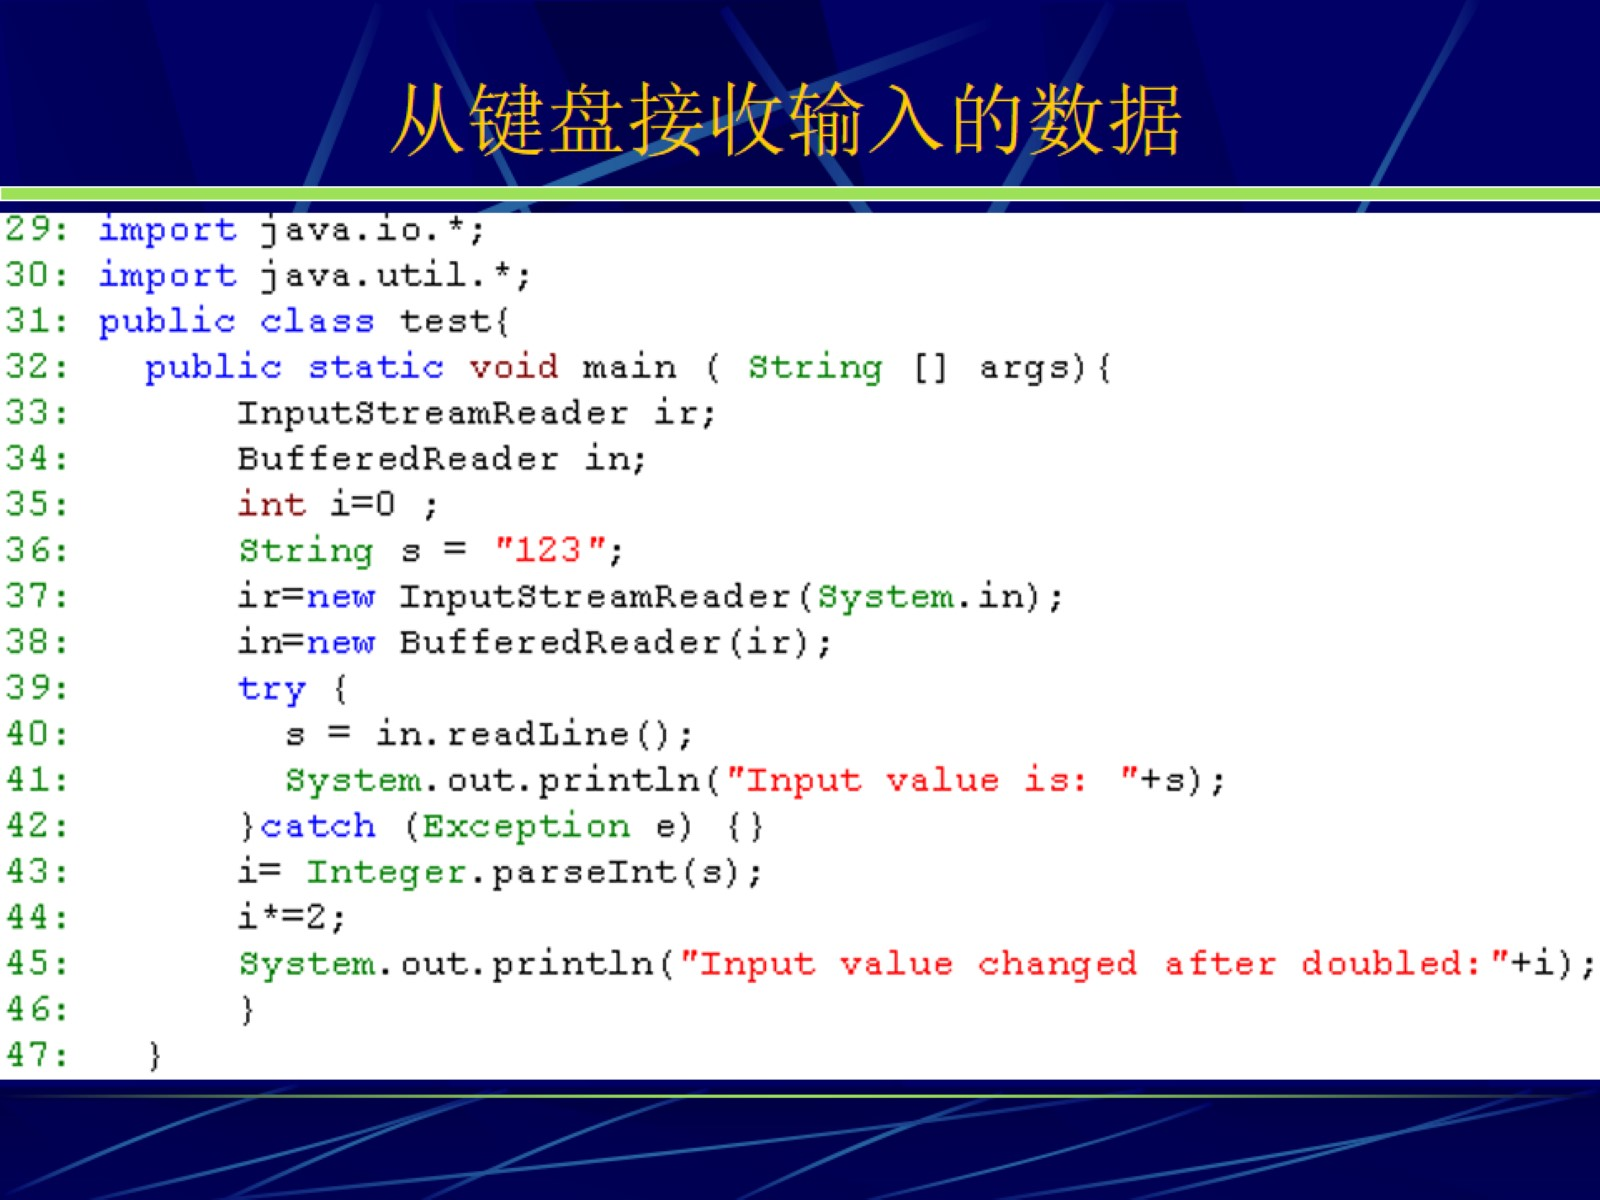 从键盘接收输入的数据
29: import java.io.*;
30: import java.util.*;
31: public class test{
32:   public static void main ( String [] args){
33:       InputStreamReader ir;
34:       BufferedReader in;
35:       int i=0 ;
36:       String s = "123";
37:       ir=new InputStreamReader(System.in);
38:       in=new BufferedReader(ir);
39:       try {
40:         s = in.readLine();
41:         System.out.println("Input value is: "+s);
42:       }catch (Exception e) {}
43:       i= Integer.parseInt(s);
44:       i*=2;
45:       System.out.println("Input value changed after doubled:"+i);
46:       }
47:   }